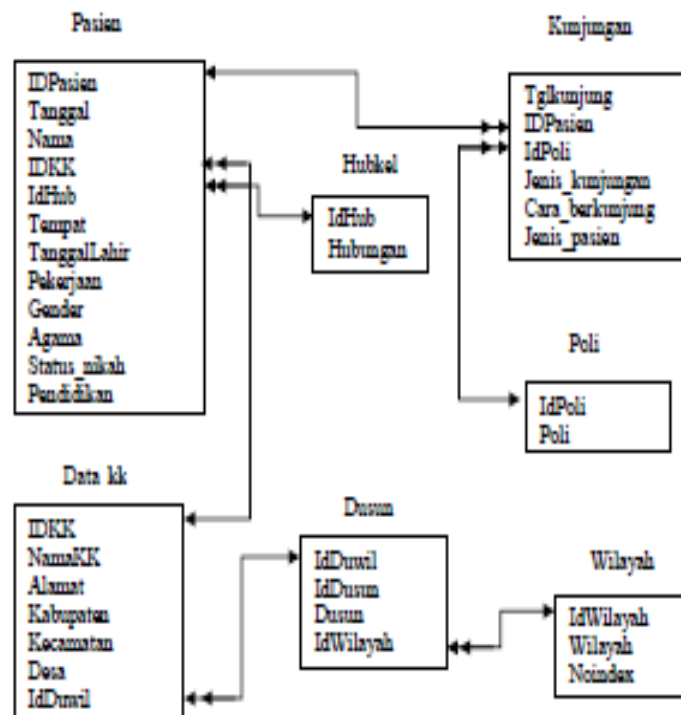 Pasien
IDPasien
Tanggal
Nama
IDKK
IdHub
Tempat
TanggalLahir
Pekerjaan
Gender
Agama
Status_nikah
Pendidikan
Kunjungan
Tglkunjung
IDPasien
IdPoli
Jenis_kunjungan
Cara_berkunjung
Jenis_pasien
Hubkel
IdHub
Hubungan
Poli
IdPoli
Poli
Data kk
IDKK
NamaKK
Alamat
Kabupaten
Kecamatan
Desa
IdDuwil
Dusun
IdDuwil
IdDusun
Dusun
IdWilayah
Wilayah
IdWilayah
Wilayah
Noindex